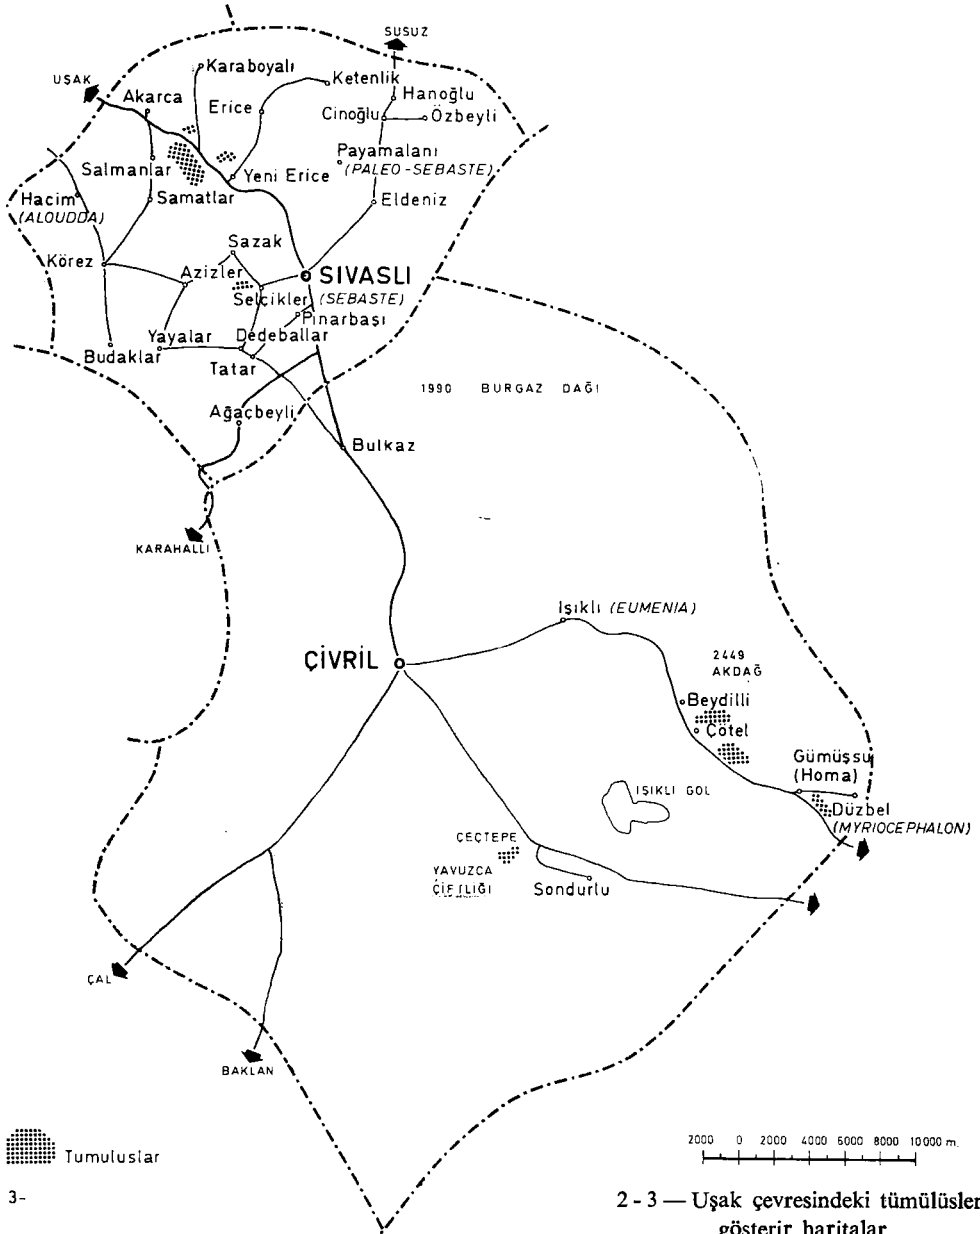 SUSUZ
UŞAK
Karaboyalı
Ketenlik
Akarca
Erice
Hanoğlu
Cinoğlu
Özbeyli
Payamalanı
(PALEO-SEBASTE)
Salmanlar
Yeni Erice
Hacim
(ALOUDDA)
Samatlar
Eldeniz
Sazak
Körez
Azizler
SIVASLI
Selçikler
(SEBASTE)
Pınarbaşı
Yayalar
Dedeballar
Budaklar
Tatar
1990 BURGAZ DAĞI
Ağaçbeyli
Bulkaz
KARAHALLI
Işıklı (EUMENIA)
ÇİVRİL
2449
AKDAĞ
Beydilli
Çötel
Gümüşsu
(Homa)
IŞIKLI GÖL
Düzbel
(MYRIOCEPHALON)
ÇEÇTEPE
YAVUZCA
ÇİFTLİĞİ
Sondurlu
ÇAL
BAKLAN
2000 0 2000 4000 6000 8000 10000 m.
Tumuluslar
3-
2 - 3 — Uşak çevresindeki tümülüsler
gösterir haritalar